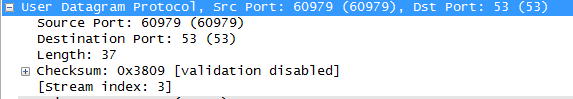 User Datagram Protocol, Src Port: 60979 (60979), Dst Port: 53 (53)
Source Port: 60979 (60979)
Destination Port: 53 (53)
Length: 37
Checksum: 0x3809 [validation disabled]
[Stream index: 3]